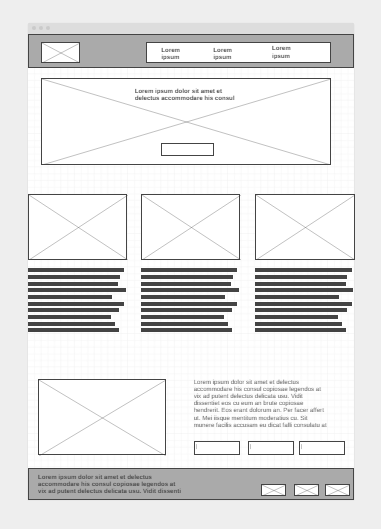 Lorem ipsum
Lorem ipsum
Lorem ipsum
Lorem ipsum dolor sit amet et
delectus accommodare his consul
Lorem ipsum dolor sit amet et delectus
accommodare his consul copiosae legendos at
vix ad putent delectus delicata usu. Vidit
dissentiet eos cu eum an brute copiosae
hendrerit. Eos erant dolorum an. Per facer affert
ut. Mei iisque mentitum moderatius cu. Sit
munere facilis accusam eu dicat falli consulatu at
Lorem ipsum dolor sit amet et delectus
accommodare his consul copiosae legendos at
vix ad putent delectus delicata usu. Vidit dissenti